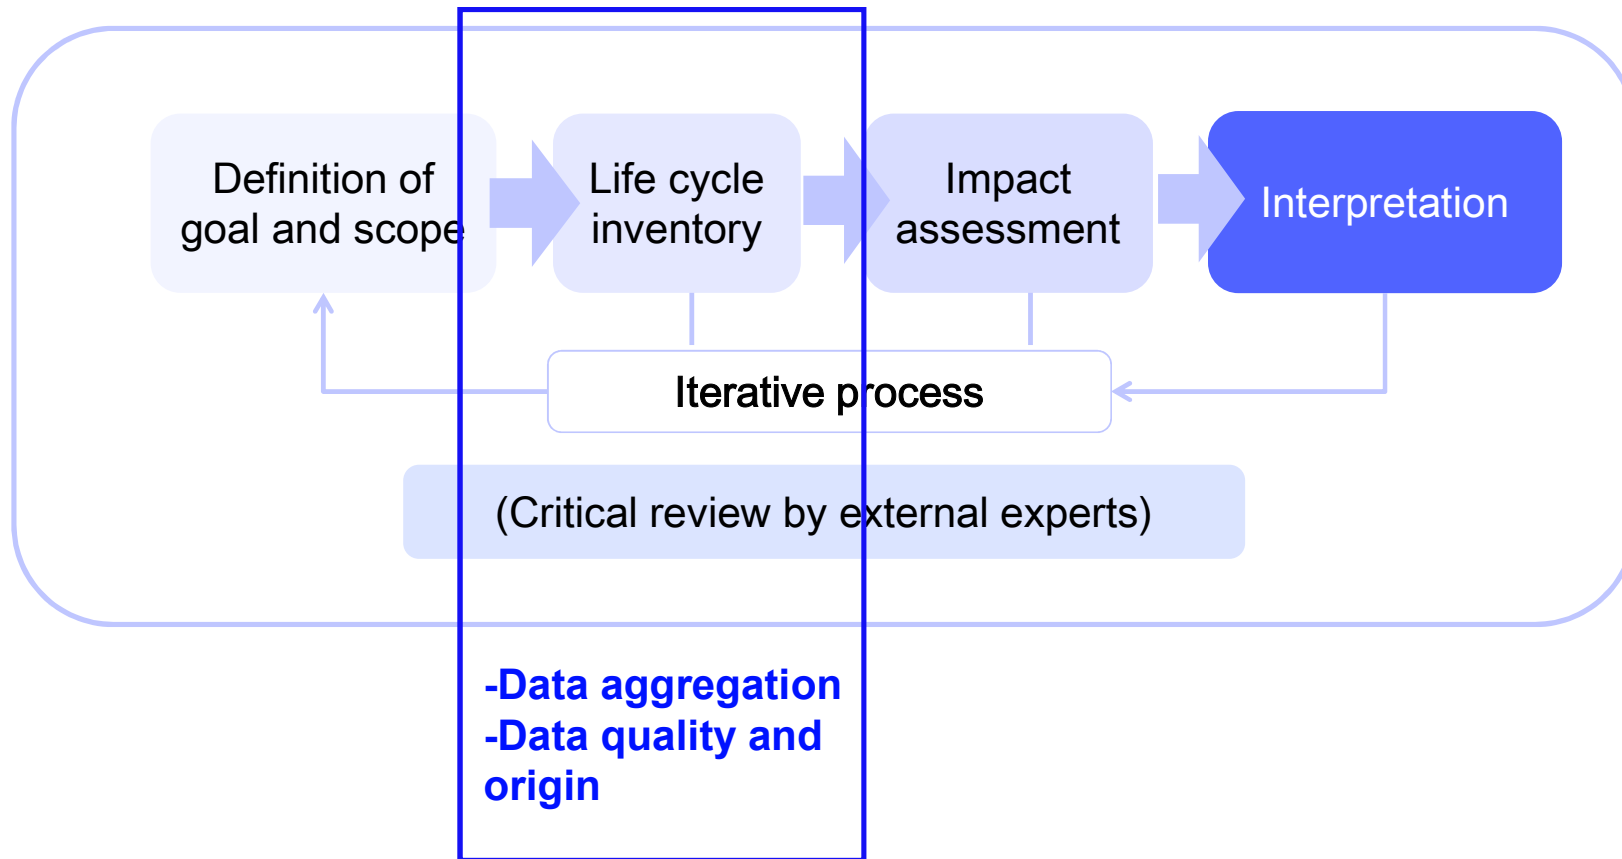 Definition of
goal and scope
Life cycle
inventory
Impact
assessment
Interpretation
Iterative process
(Critical review by external experts)
-Data aggregation
-Data quality and
origin